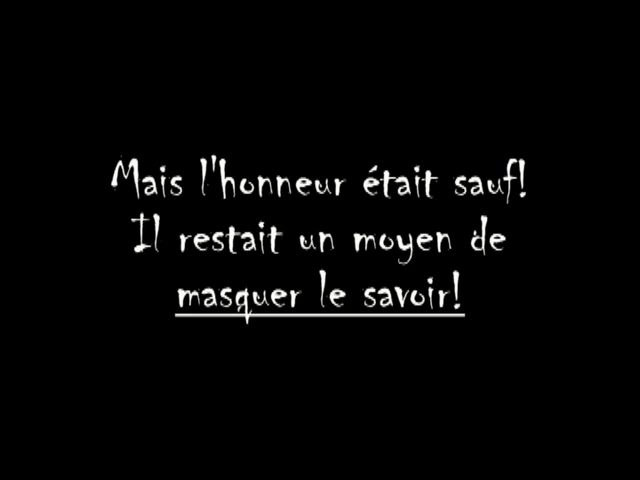 Mais l'honneur était sauf!
Il restait un moyen de
masquer le savoir!